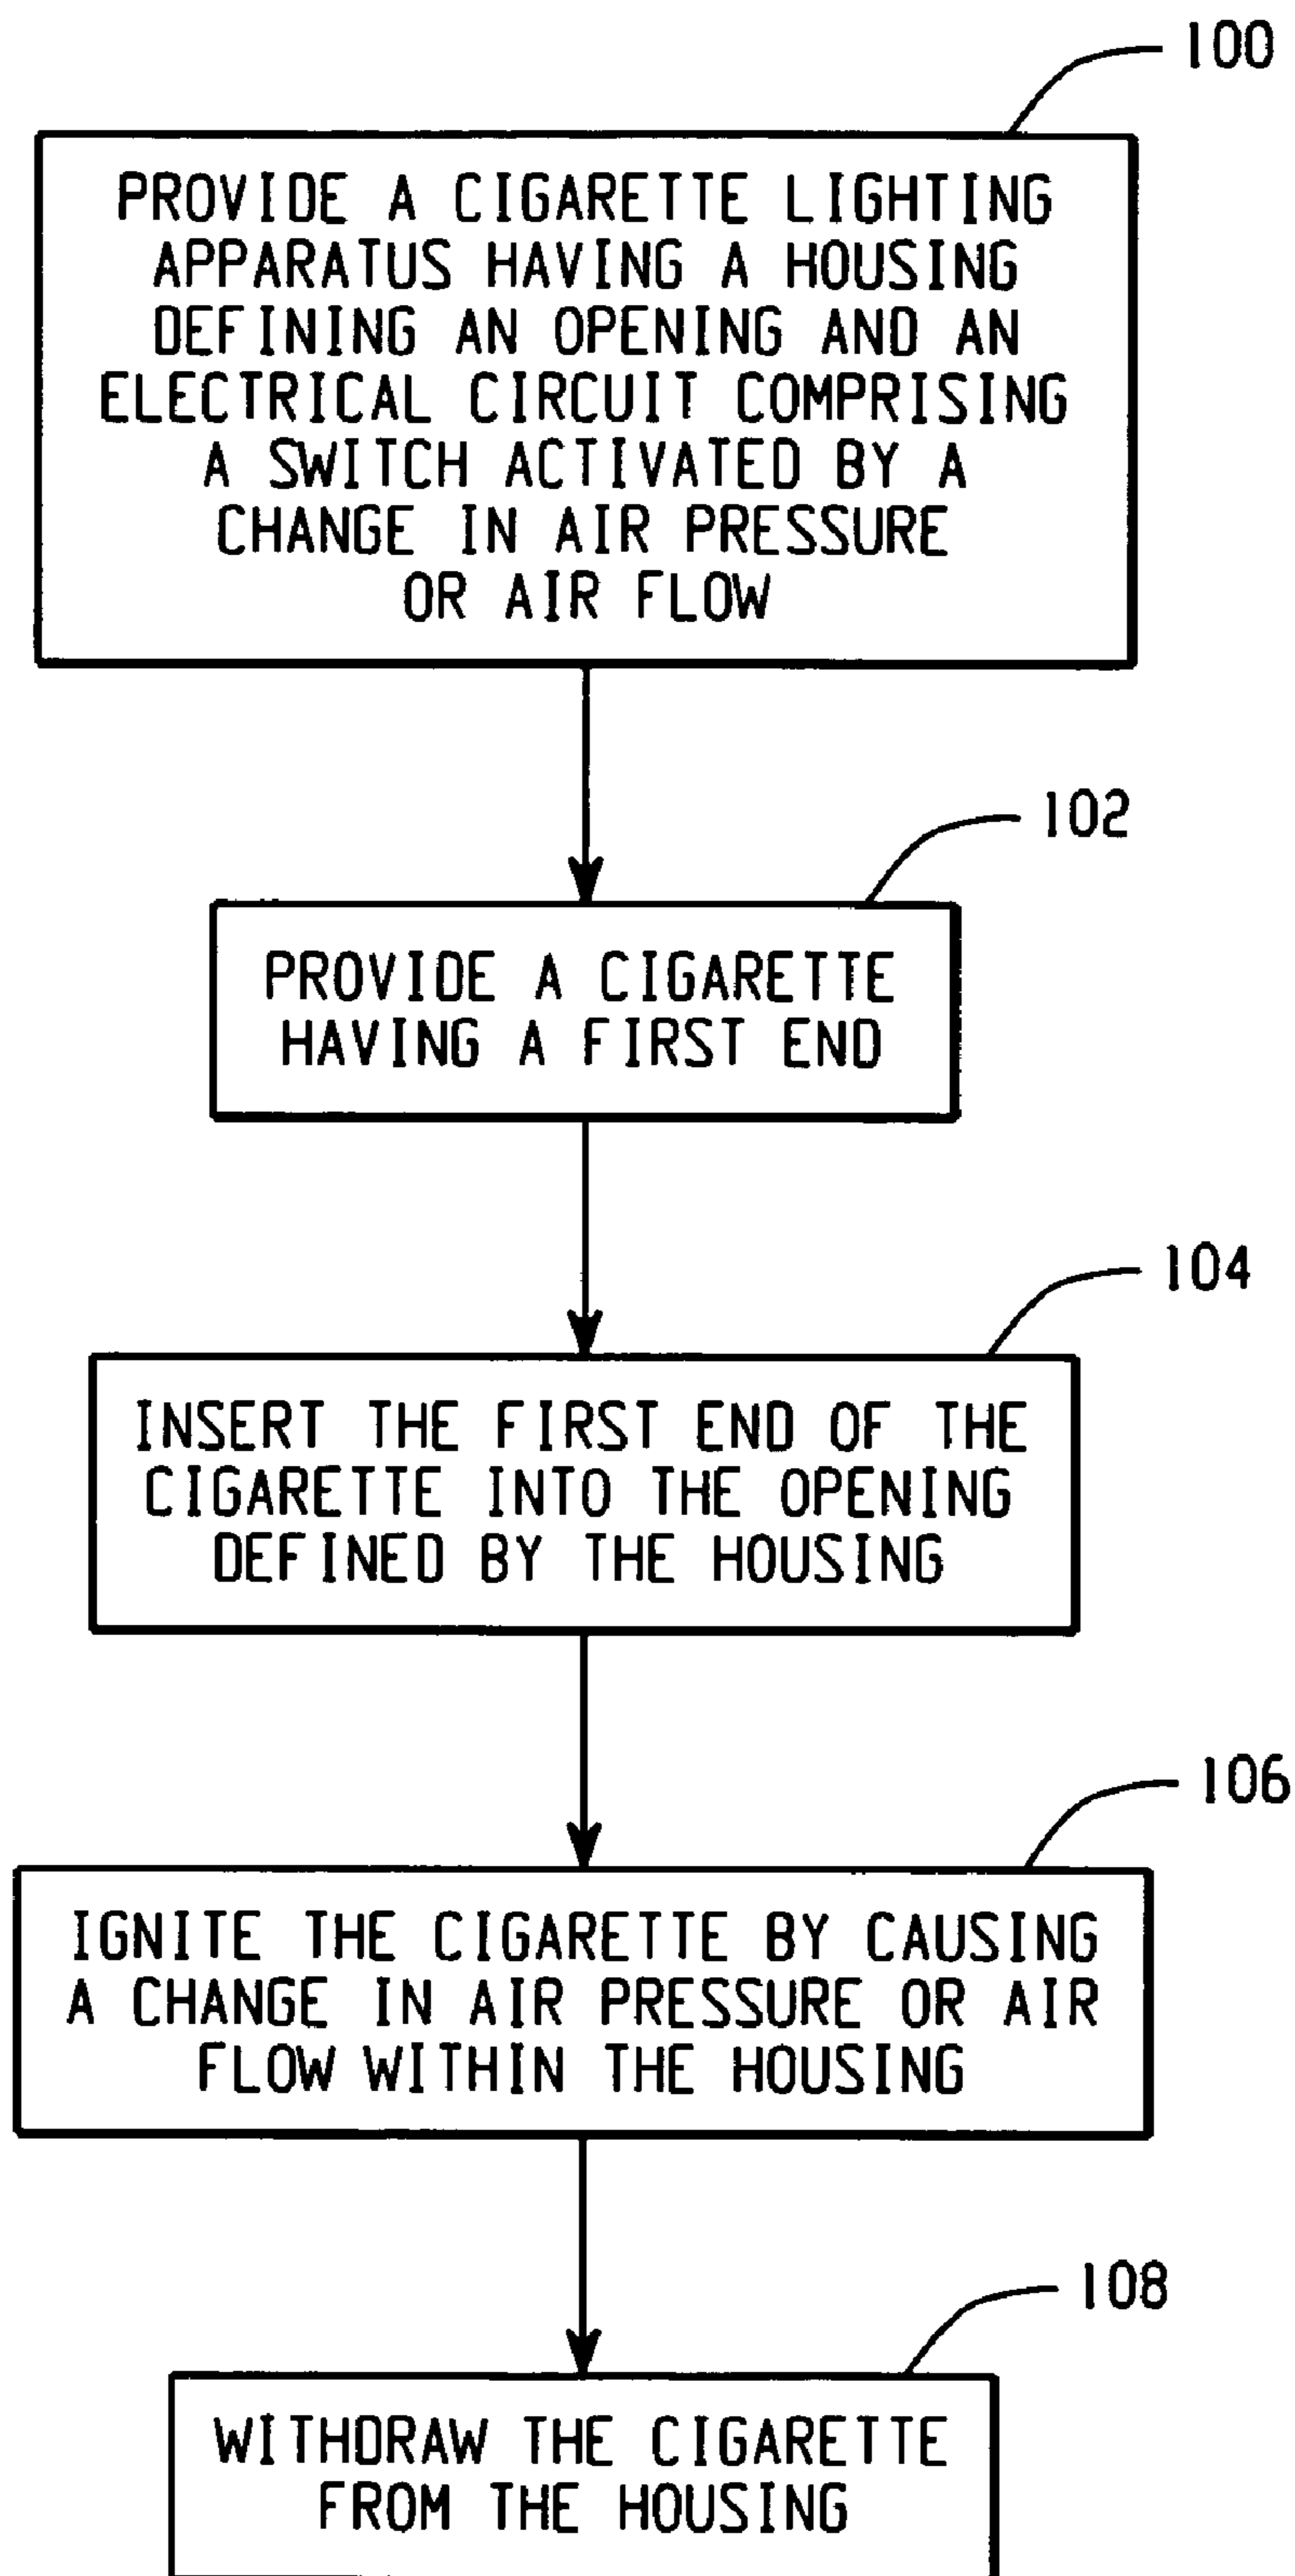 100
PROVIDE A CIGARETTE LIGHTING
APPARATUS HAVING A HOUSING
DEFINING AN OPENING AND AN
ELECTRICAL CIRCUIT COMPRISING
A SWITCH ACTIVATED BY A
CHANGE IN AIR PRESSURE
OR AIR FLOW
102
PROVIDE A CIGARETTE
HAVING A FIRST END
104
INSERT THE FIRST END OF THE
CIGARETTE INTO THE OPENING
DEFINED BY THE HOUSING
106
IGNITE THE CIGARETTE BY CAUSING
A CHANGE IN AIR PRESSURE OR AIR
FLOW WITHIN THE HOUSING
108
WITHDRAW THE CIGARETTE
FROM THE HOUSING